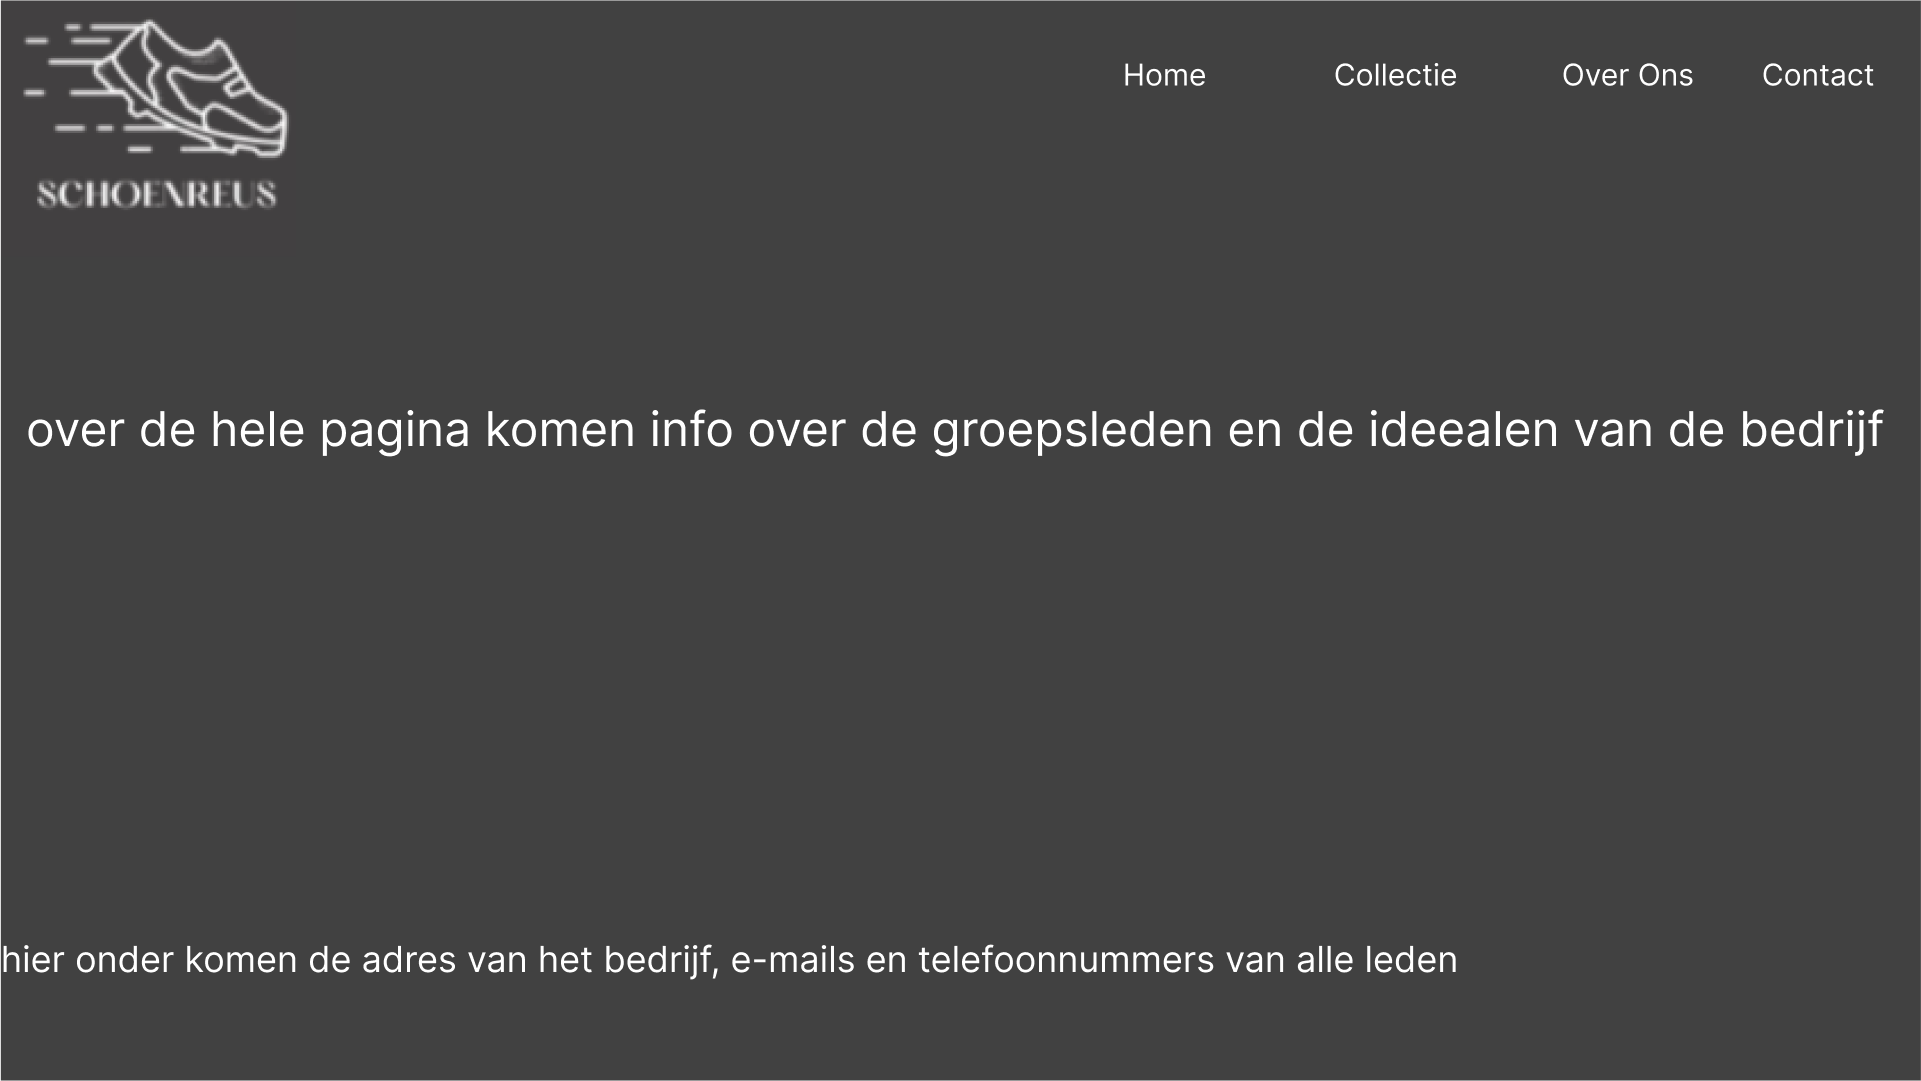 SCHOENREUS
Home Collectie Over Ons Contact
over de hele pagina komen info over de groepsleden en de ideealen van de bedrijf
hier onder komen de adres van het bedrijf, e-mails en telefoonnummers van alle leden